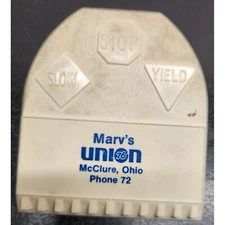 STOP
SLOW YIELD
Marv's
UNION 76
McClure, Ohio
Phone 72